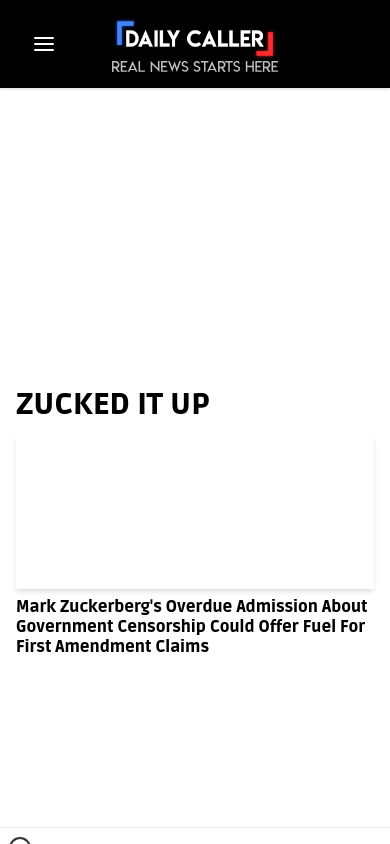 DAILY CALLER
REAL NEWS STARTS HERE
ZUCKED IT UP
Mark Zuckerberg's Overdue Admission About
Government Censorship Could Offer Fuel For
First Amendment Claims